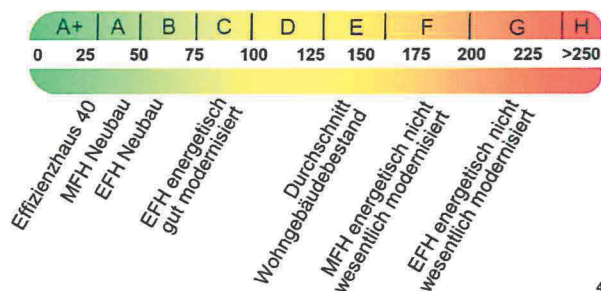 A+ A B C D E F G H
0 25 50 75 100 125 150 175 200 225 >250
Effizienzhaus 40
MFH Neubau
EFH Neubau
EFH energetisch
gut modernisiert
Durchschnitt
Wohngebäudebestand
MFH energetisch nicht
wesentlich modernisiert
EFH energetisch nicht
wesentlich modernisiert